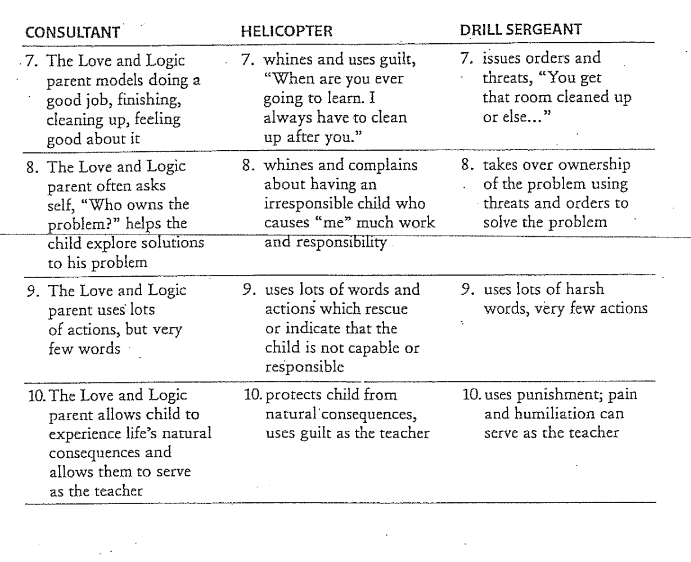 CONSULTANT
7. The Love and Logic
parent models doing a
good job, finishing,
cleaning up, feeling
good about it
8. The Love and Logic
parent often asks
self, “Who owns the
problem?” helps the
child explore solutions
to his problem
9. The Love and Logic
parent uses lots
of actions, but very
few words
10. The Love and Logic
parent allows child to
experience life’s natural
consequences and
allows them to serve
as the teacher
HELICOPTER
7. whines and uses guilt,
“When are you ever
going to learn. I
always have to clean
up after you.”
8. whines and complains
about having an
irresponsible child who
causes “me” much work
and responsibility
9. uses lots of words and
actions which rescue
or indicate that the
child is not capable or
responsible
10. protects child from
natural consequences,
uses guilt as the teacher
DRILL SERGEANT
7. issues orders and
threats, “You get
that room cleaned up
or else...”
8. takes over ownership
of the problem using
threats and orders to
solve the problem
9. uses lots of harsh
words, very few actions
10. uses punishment; pain
and humiliation can
serve as the teacher